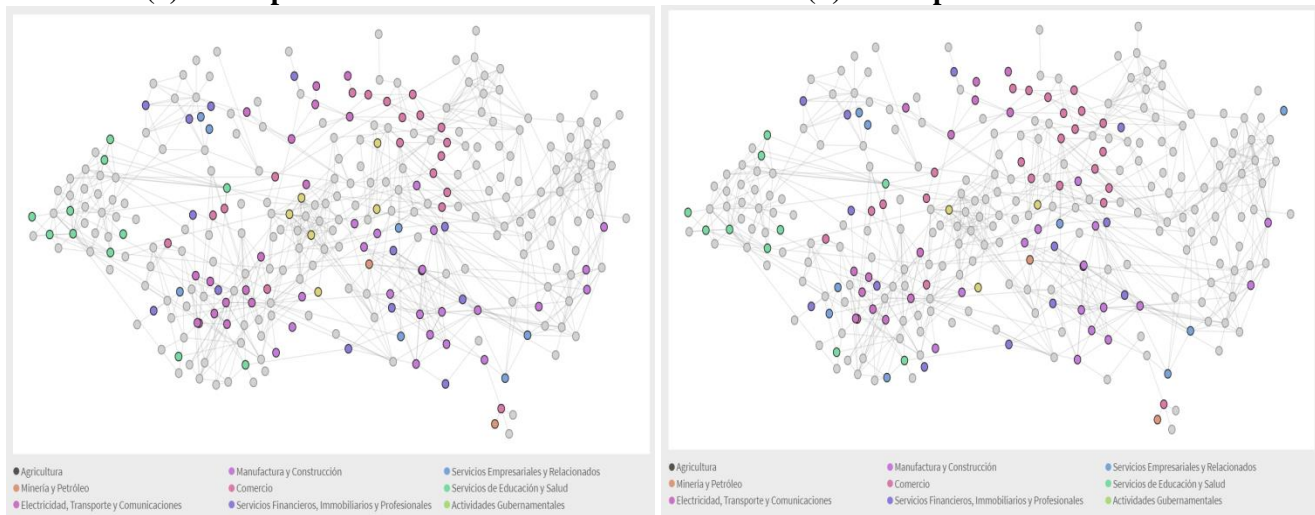 ● Agricultura ● Manufactura y Construcción ● Servicios Empresariales y Relacionados
● Minería y Petróleo ● Comercio ● Servicios de Educación y Salud
● Electricidad, Transporte y Comunicaciones ● Servicios Financieros, Immobiliarios y Profesionales ● Actividades Gubernamentales
● Agricultura ● Manufactura y Construcción ● Servicios Empresariales y Relacionados
● Minería y Petróleo ● Comercio ● Servicios de Educación y Salud
● Electricidad, Transporte y Comunicaciones ● Servicios Financieros, Immobiliarios y Profesionales ● Actividades Gubernamentales